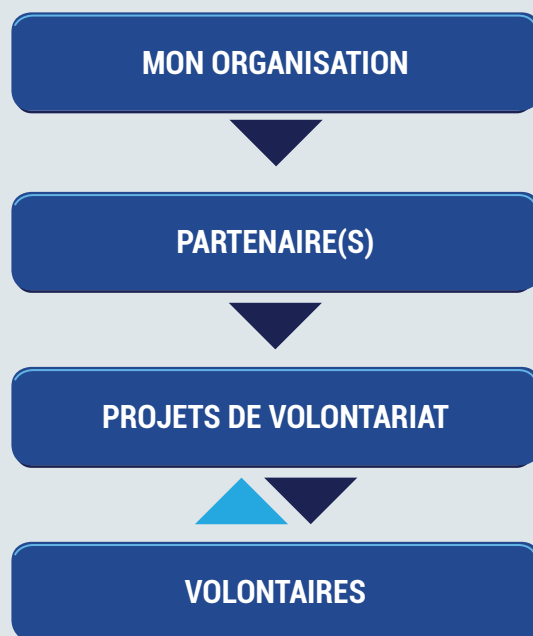 MON ORGANISATION
PARTENAIRE(S)
PROJETS DE VOLONTARIAT
VOLONTAIRES